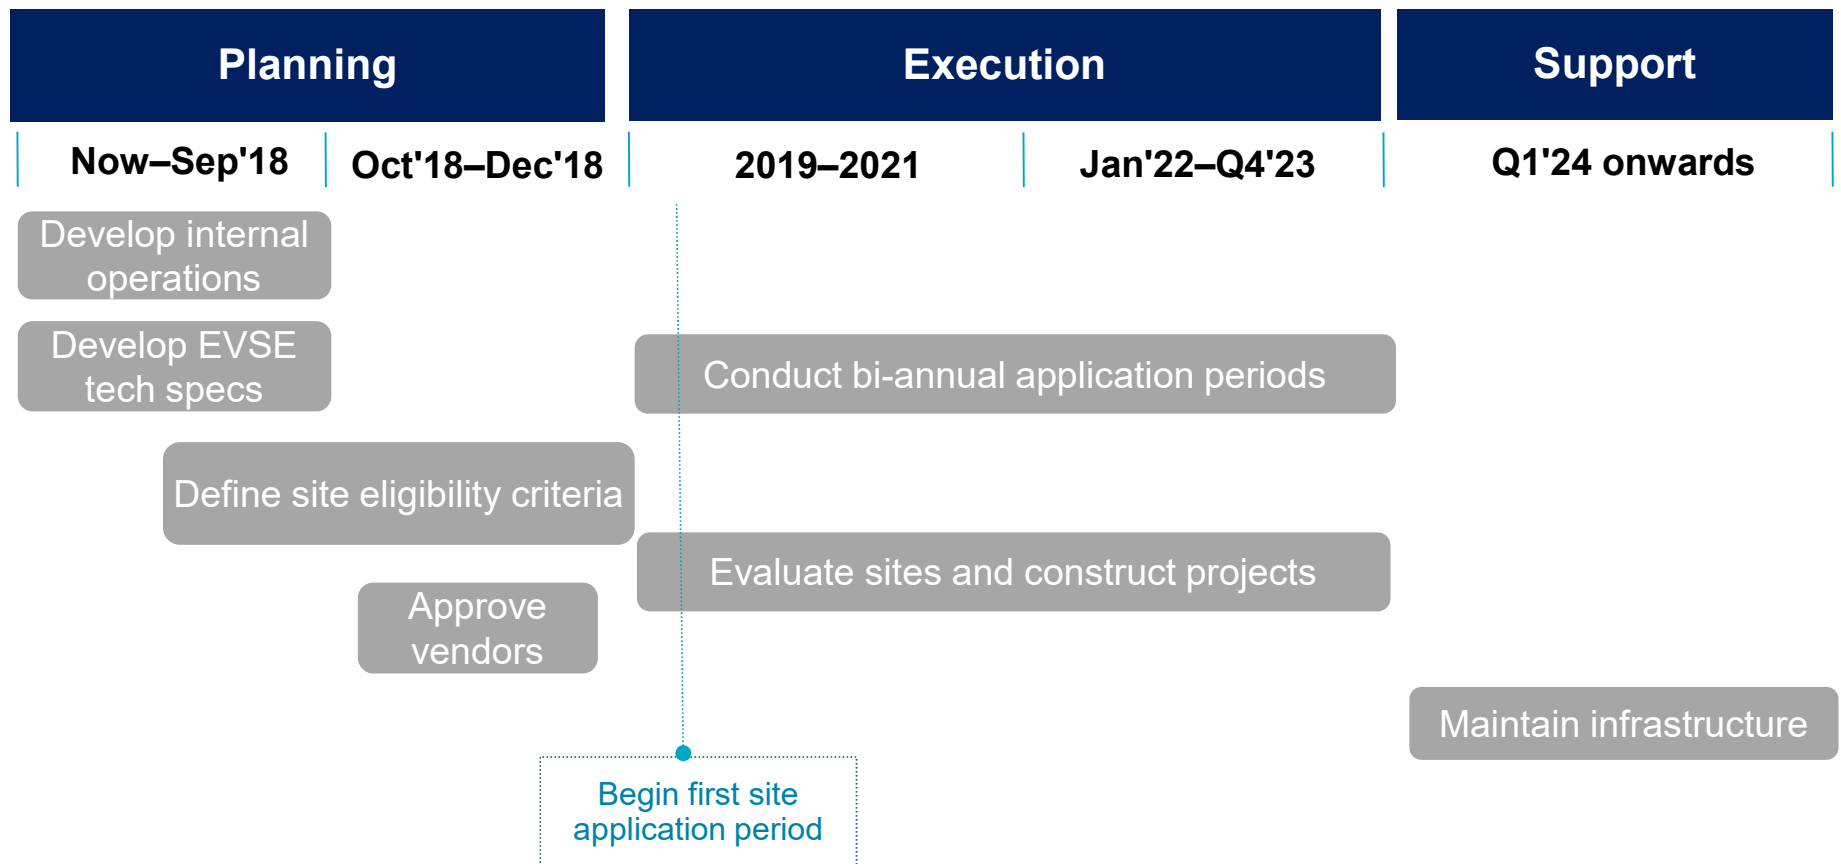 Planning
Execution
Support
Now–Sep'18
Oct'18–Dec'18
2019–2021
Jan'22–Q4'23
Q1'24 onwards
Develop internal
operations
Develop EVSE
tech specs
Conduct bi-annual application periods
Define site eligibility criteria
Evaluate sites and construct projects
Approve
vendors
Maintain infrastructure
Begin first site
application period